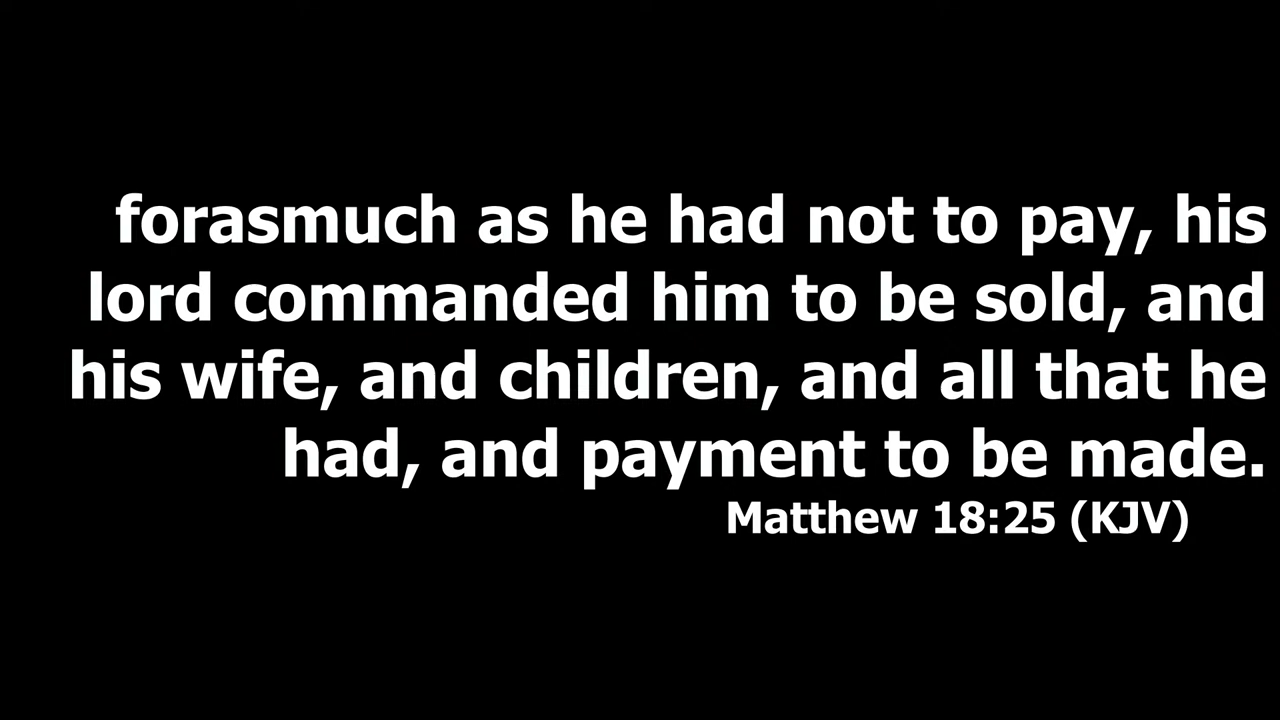 forasmuch as he had not to pay, his
lord commanded him to be sold, and
his wife, and children, and all that he
had, and payment to be made.
Matthew 18:25 (KJV)